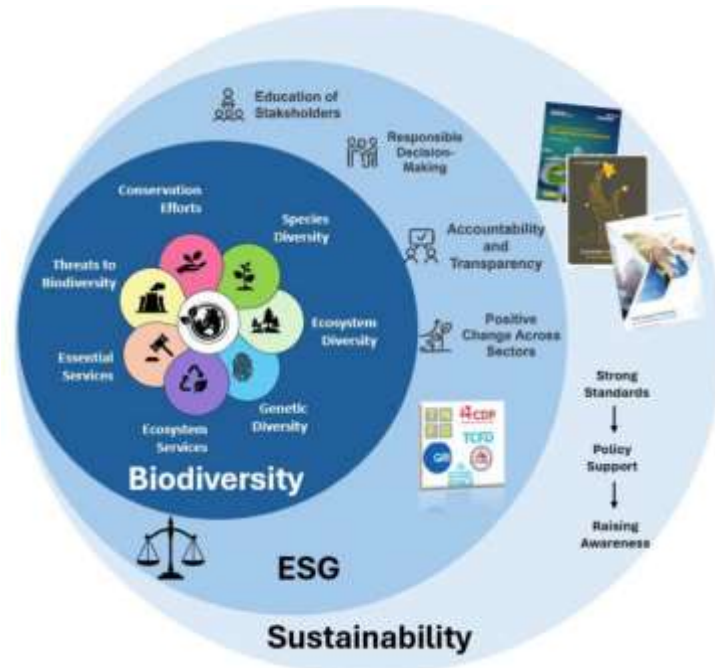 Education of
Stakeholders
Responsible
Decision-
Making
Conservation
Efforts
Species
Diversity
Accountability
and
Transparency
Threats to
Biodiversity
Ecosystem
Diversity
Positive
Change Across
Sectors
Essential
Services
Genetic
Diversity
Ecosystem
Services
Biodiversity
CDP
TCFD
GRI
Strong
Standards
Policy
Support
Raising
Awareness
ESG
Sustainability